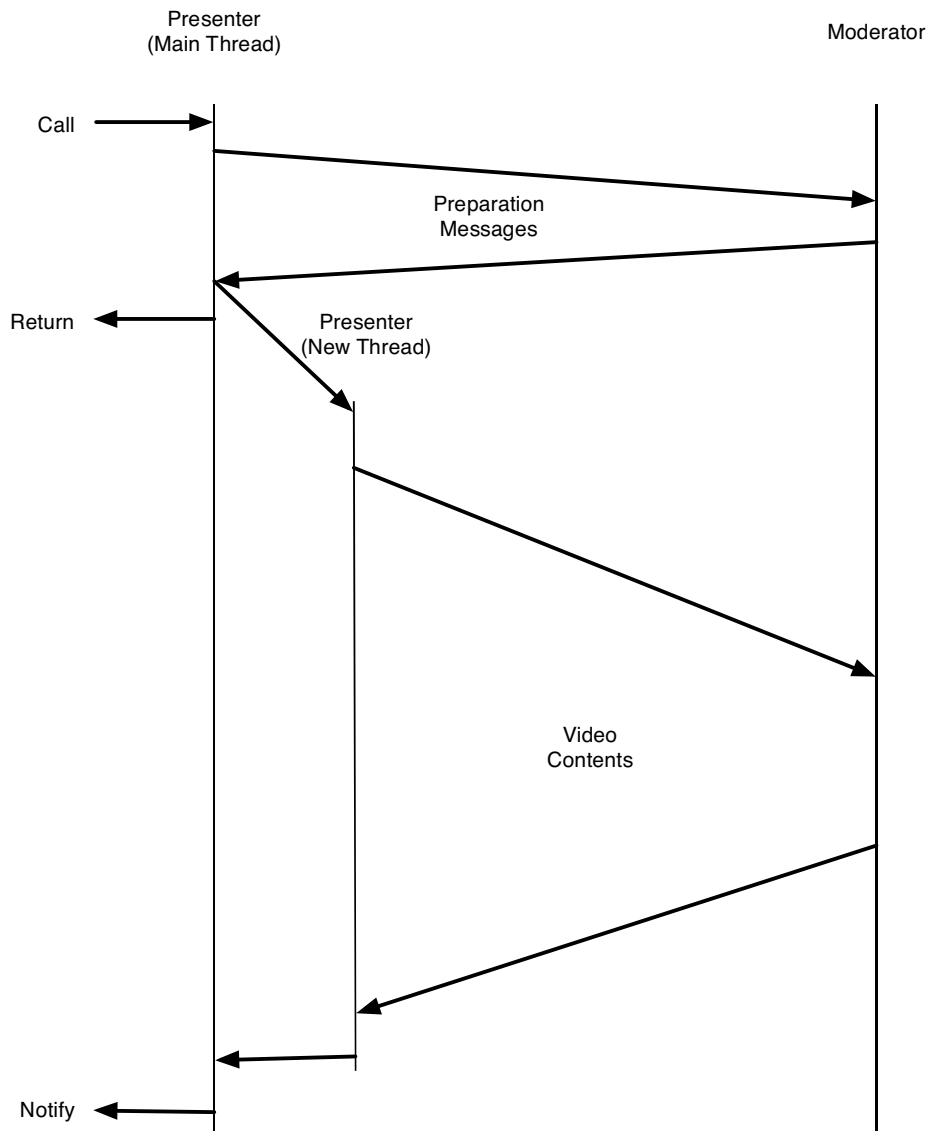 Presenter
(Main Thread)
Moderator
Call
Preparation
Messages
Return
Presenter
(New Thread)
Video
Contents
Notify